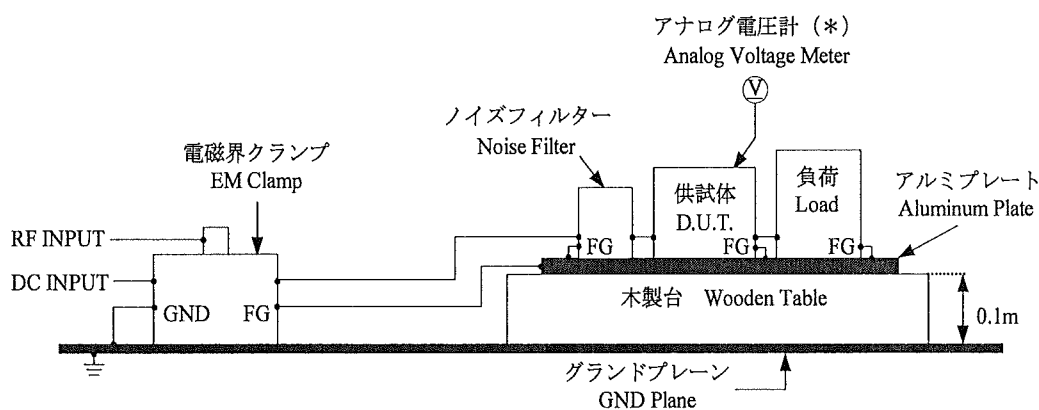 アナログ電圧計（＊）
Analog Voltage Meter
V
ノイズフィルター
Noise Filter
電磁界クランプ
EM Clamp
供試体
D.U.T.
負荷
Load
アルミプレート
Aluminum Plate
RF INPUT
DC INPUT
GND
FG
FG
FG
FG
木製台 Wooden Table
0.1m
グランドプレーン
GND Plane